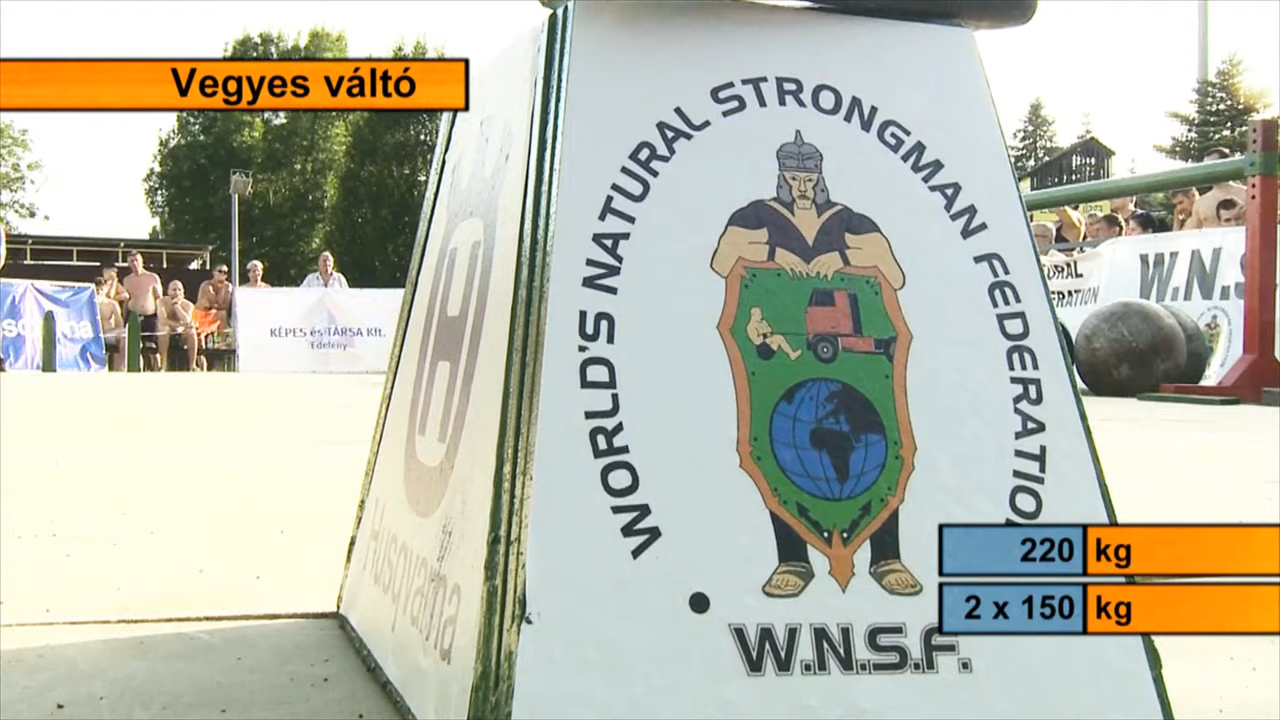 Vegyes váltó
WORLD'S NATURAL STRONGMAN FEDERATION
W.N.S.F.
Husqvarna
KÉPES és TÁRSA Kft.
Edelény
W.N.S
220 kg
2 x 150 kg